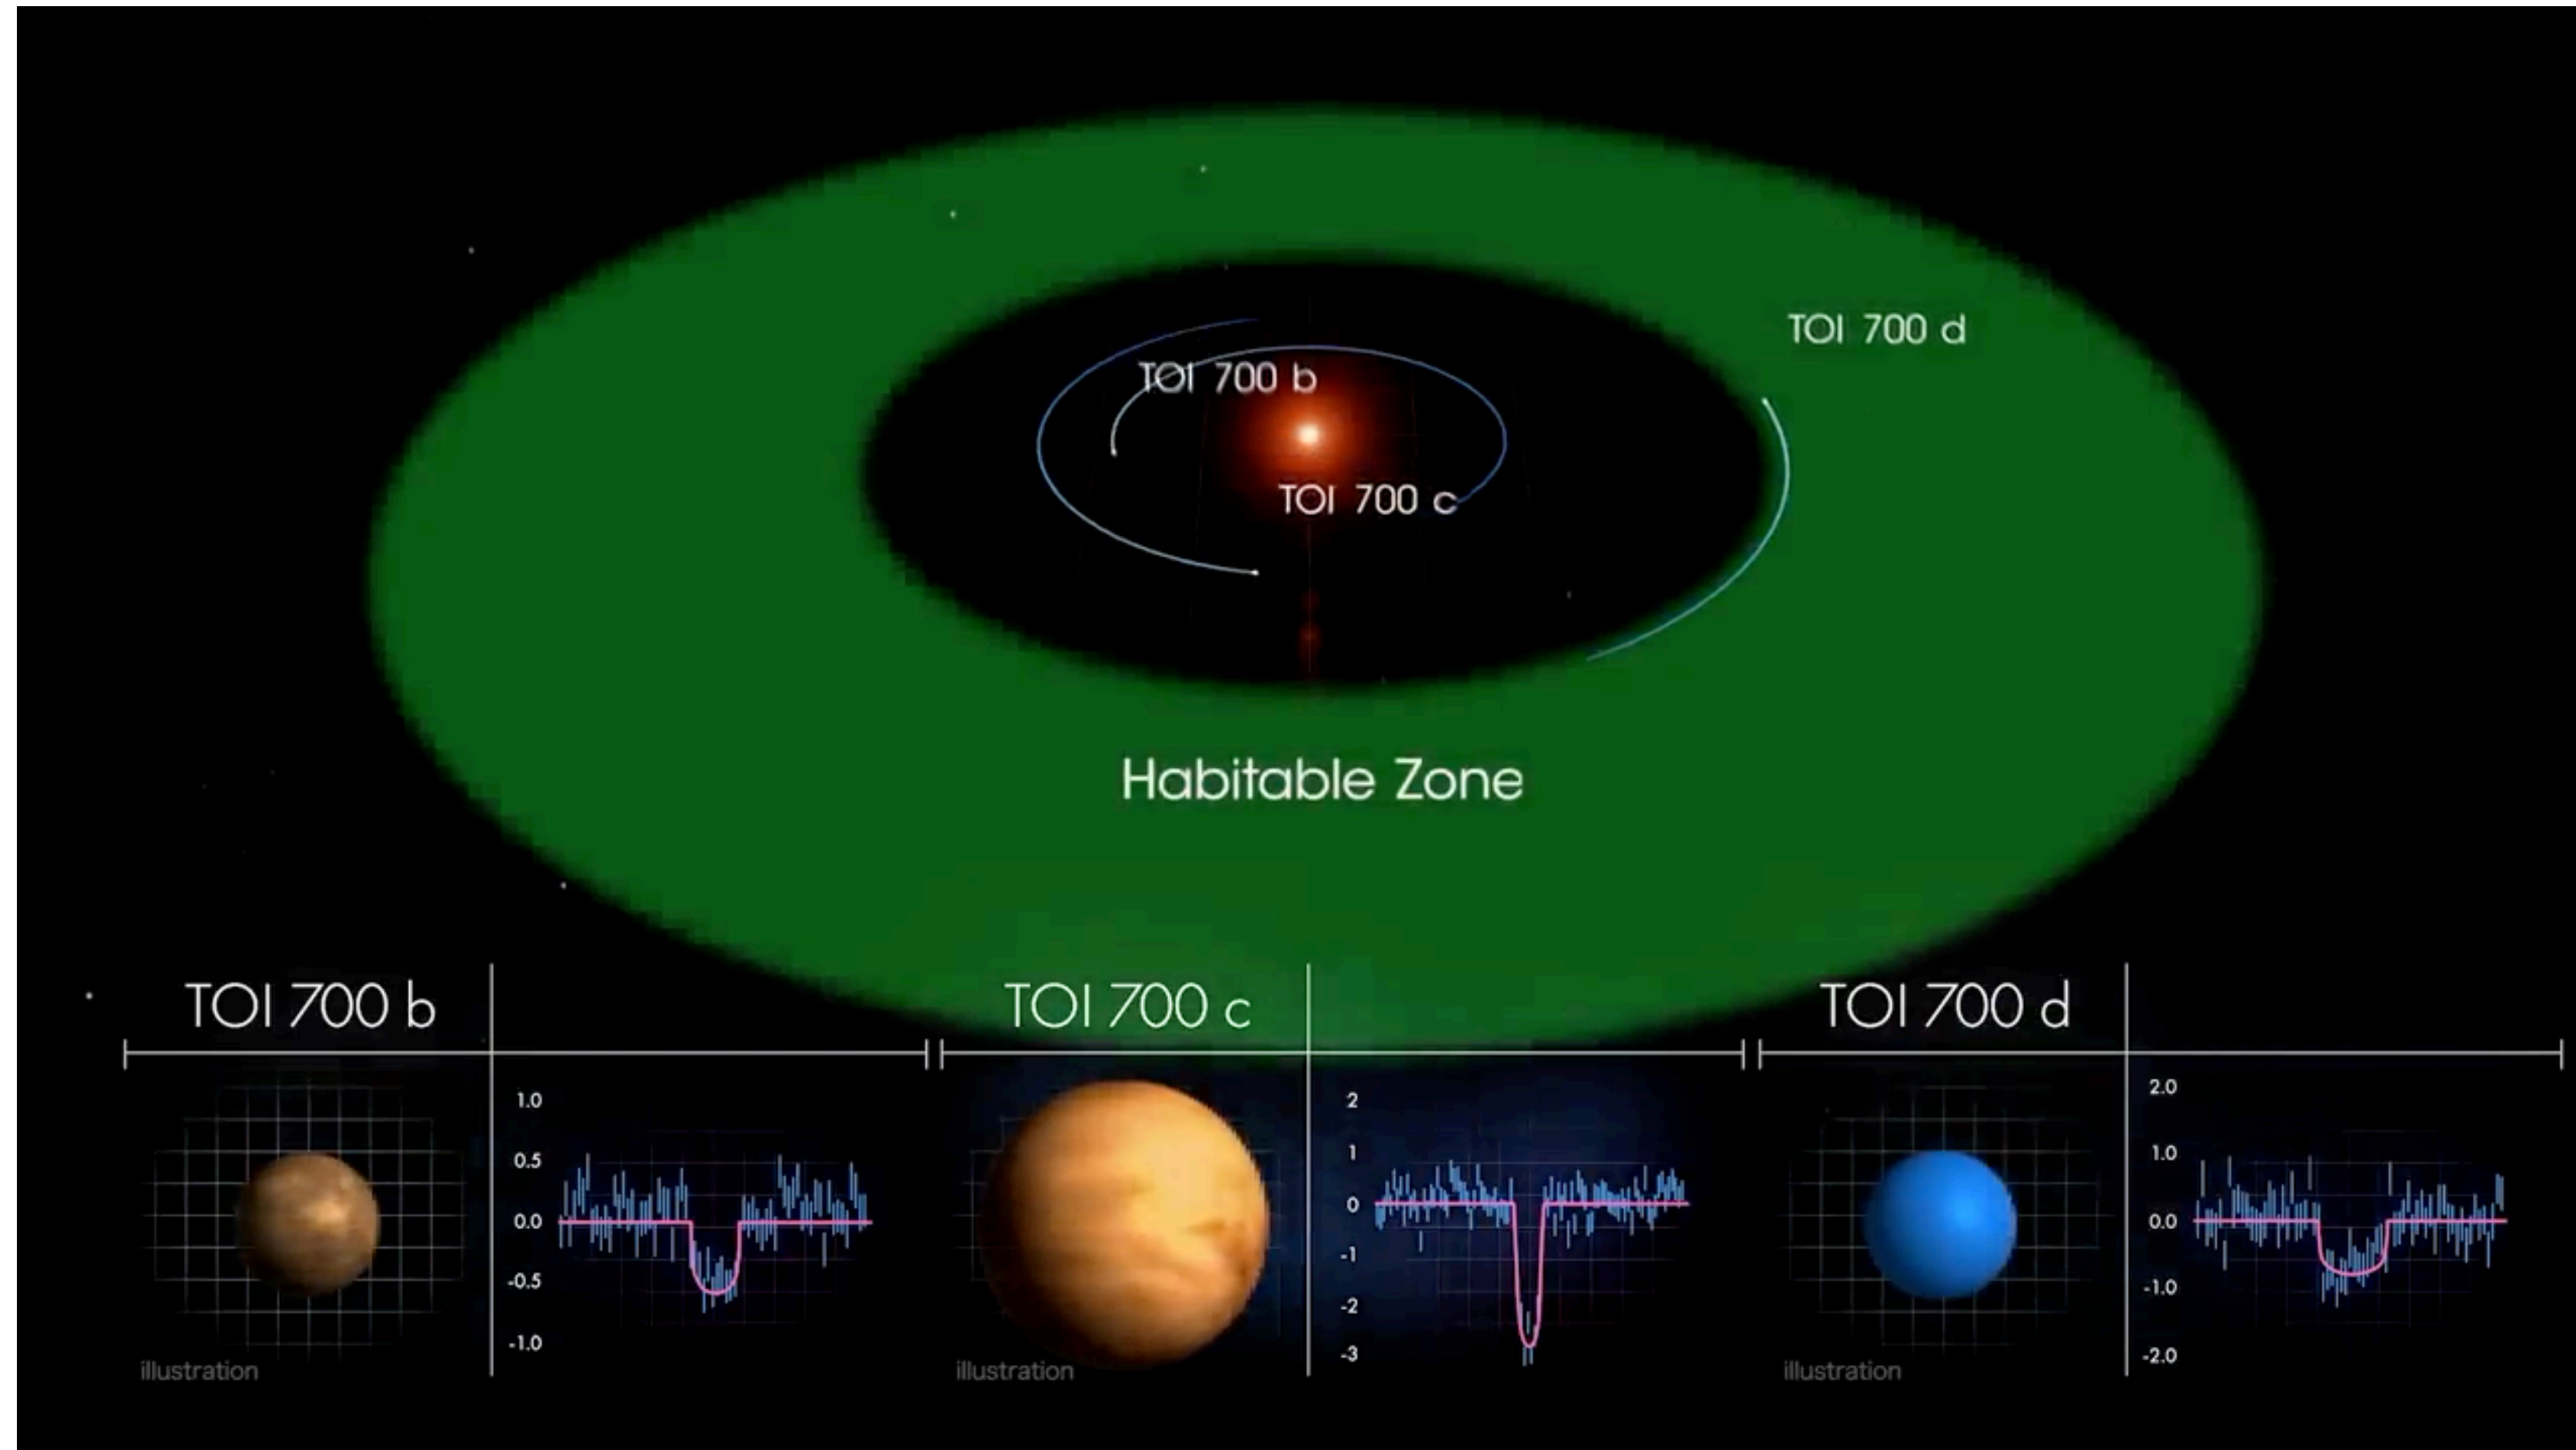 TOI 700 d
TOI 700 b
TOI 700 c
Habitable Zone
TOI 700 b
1.0
0.5
0.0
-0.5
-1.0
illustration
TOI 700 c
2
1
0
-1
-2
-3
illustration
TOI 700 d
2.0
1.0
0.0
-1.0
-2.0
illustration